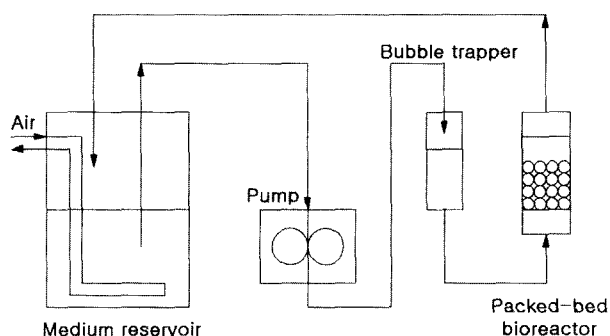 Bubble trapper
Air
Pump
Medium reservoir
Packed-bed
bioreactor